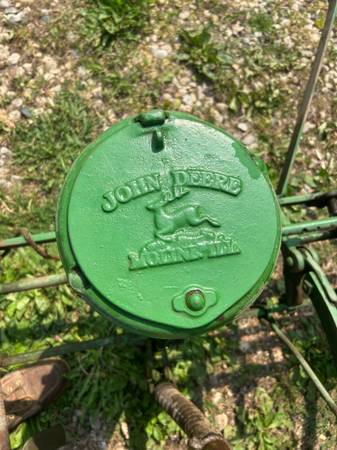 JOHN DEERE
MOLINE, ILL.